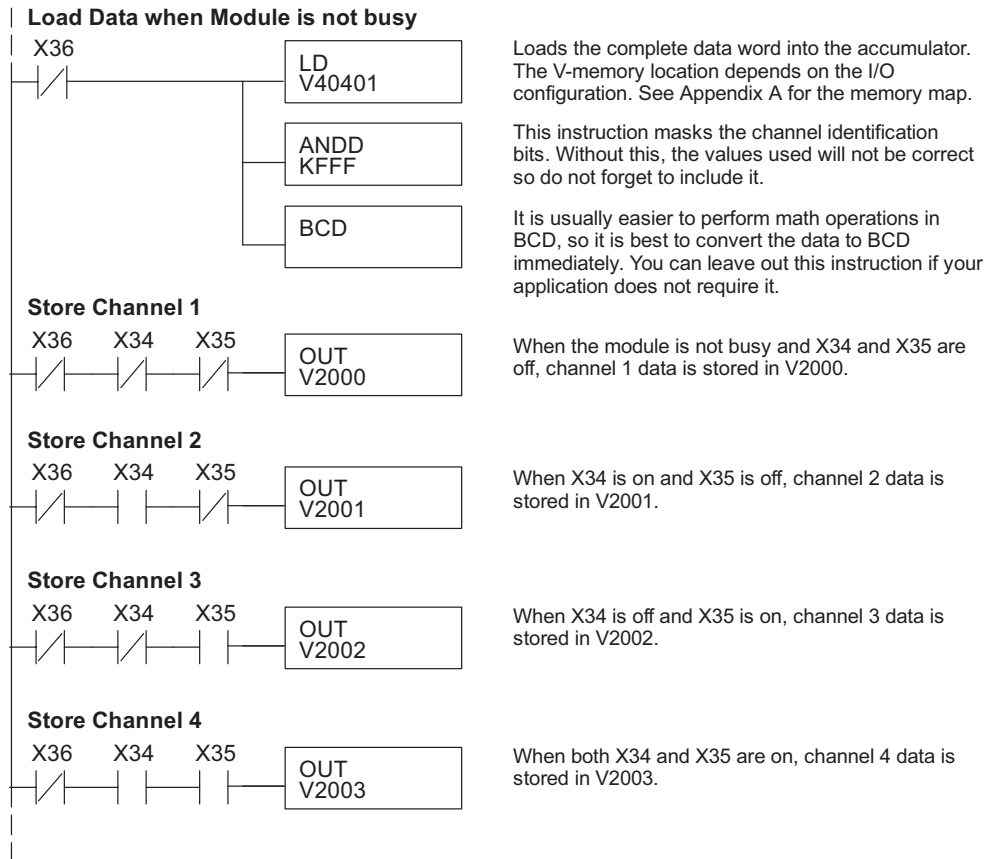 Load Data when Module is not busy
X36
LD
V40401
Loads the complete data word into the accumulator.
The V-memory location depends on the I/O
configuration. See Appendix A for the memory map.
ANDD
KFFF
This instruction masks the channel identification
bits. Without this, the values used will not be correct
so do not forget to include it.
BCD
It is usually easier to perform math operations in
BCD, so it is best to convert the data to BCD
immediately. You can leave out this instruction if your
application does not require it.
Store Channel 1
X36 X34 X35
OUT
V2000
When the module is not busy and X34 and X35 are
off, channel 1 data is stored in V2000.
Store Channel 2
X36 X34 X35
OUT
V2001
When X34 is on and X35 is off, channel 2 data is
stored in V2001.
Store Channel 3
X36 X34 X35
OUT
V2002
When X34 is off and X35 is on, channel 3 data is
stored in V2002.
Store Channel 4
X36 X34 X35
OUT
V2003
When both X34 and X35 are on, channel 4 data is
stored in V2003.